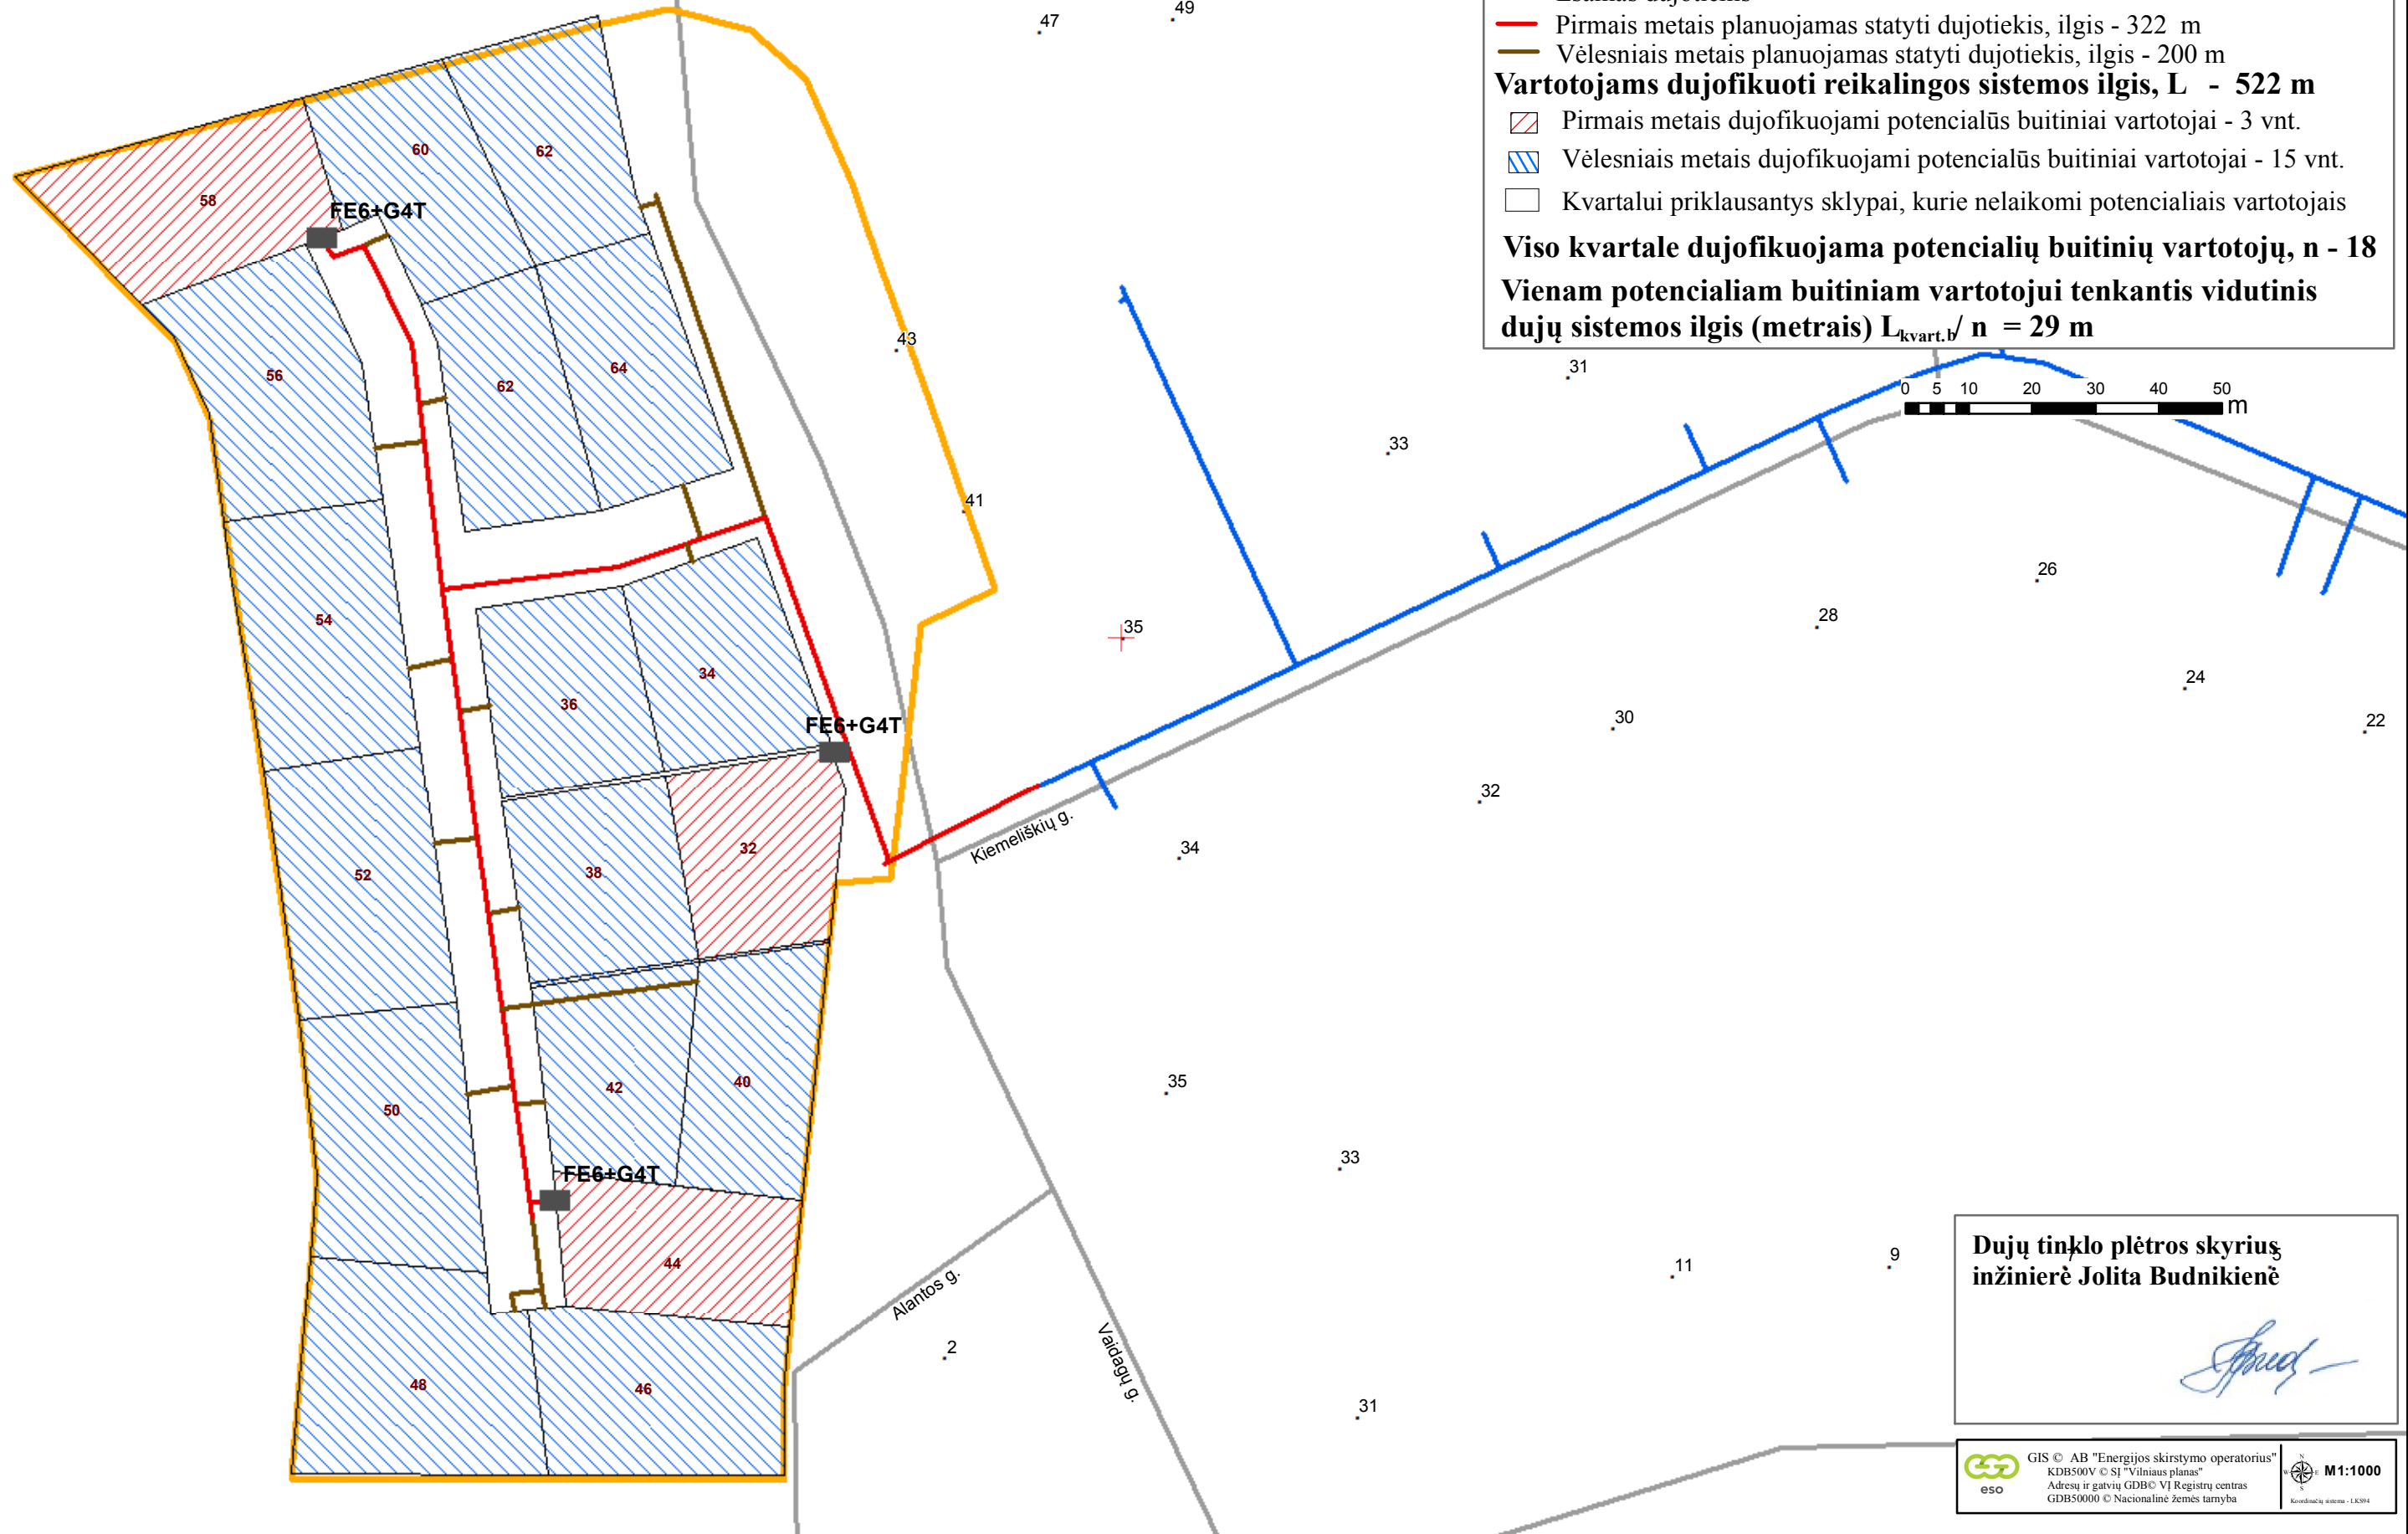 Pirmais metais planuojamas statyti dujotiekis, ilgis - 322 m
Vėlesniais metais planuojamas statyti dujotiekis, ilgis - 200 m
Vartotojams dujofikuoti reikalingos sistemos ilgis, L - 522 m
Pirmais metais dujofikuojami potencialūs buitiniai vartotojai - 3 vnt.
Vėlesniais metais dujofikuojami potencialūs buitiniai vartotojai - 15 vnt.
Kvartalui priklausantys sklypai, kurie nelaikomi potencialiais vartotojais
Viso kvartale dujofikuojama potencialių buitinių vartotojų, n - 18
Vienam potencialiam buitiniam vartotojui tenkantis vidutinis
dujų sistemos ilgis (metrais) Lkvart.b/ n = 29 m
0 5 10 20 30 40 50
m
47
49
60
62
58
FE6+G4T
43
31
56
62
64
33
41
26
54
35
28
34
24
36
22
FE6+G4T
30
32
Kiemeliškių g.
32
34
38
52
42
40
35
50
33
FE6+G4T
44
11
9
7
5
Alantos g.
2
Vaidagų g.
48
46
31
Dujų tinklo plėtros skyrius
inžinierė Jolita Budnikienė
eso
GIS © AB "Energijos skirstymo operatorius"
KDB500V © SĮ "Vilniaus planas"
Adresų ir gatvių GDB© VĮ Registrų centras
GDB50000 © Nacionalinė žemės tarnyba
N
W
E
S
M1:1000
Koordinačių sistema - LKS94